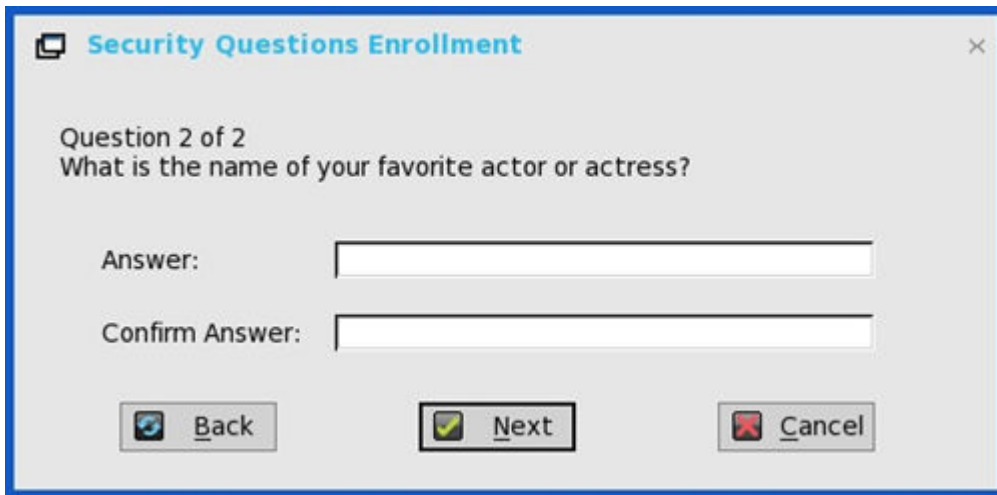 Security Questions Enrollment
Question 2 of 2
What is the name of your favorite actor or actress?
Answer:
Confirm Answer:
Back
Next
Cancel